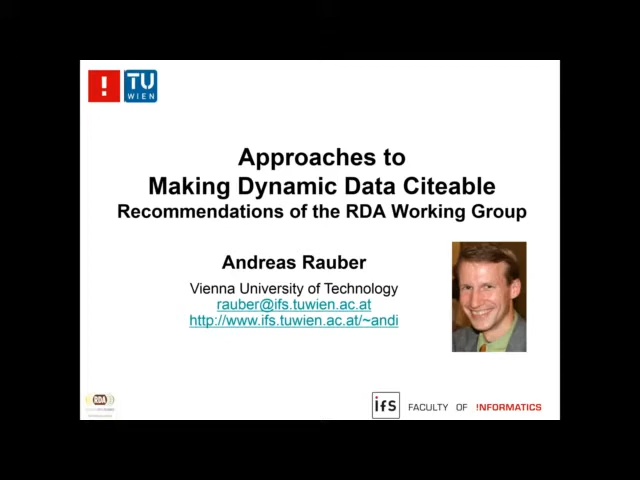 !
TU
WIEN
Approaches to
Making Dynamic Data Citeable
Recommendations of the RDA Working Group
Andreas Rauber
Vienna University of Technology
rauber@ifs.tuwien.ac.at
http://www.ifs.tuwien.ac.at/~andi
RDA
ifs
FACULTY OF !NFORMATICS